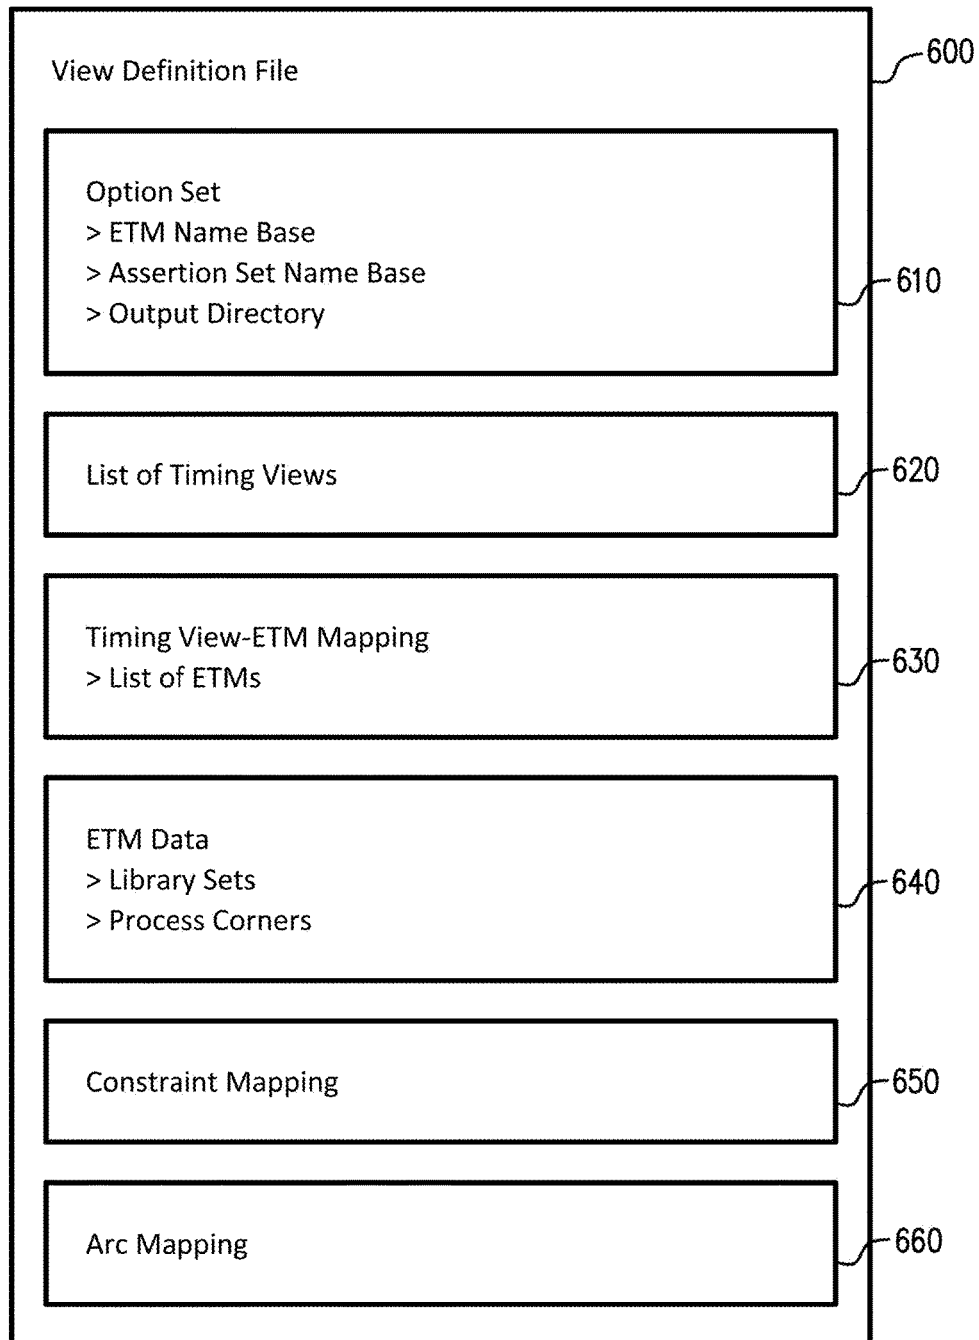 View Definition File
600
Option Set
> ETM Name Base
> Assertion Set Name Base
> Output Directory
610
List of Timing Views
620
Timing View-ETM Mapping
> List of ETMs
630
ETM Data
> Library Sets
> Process Corners
640
Constraint Mapping
650
Arc Mapping
660